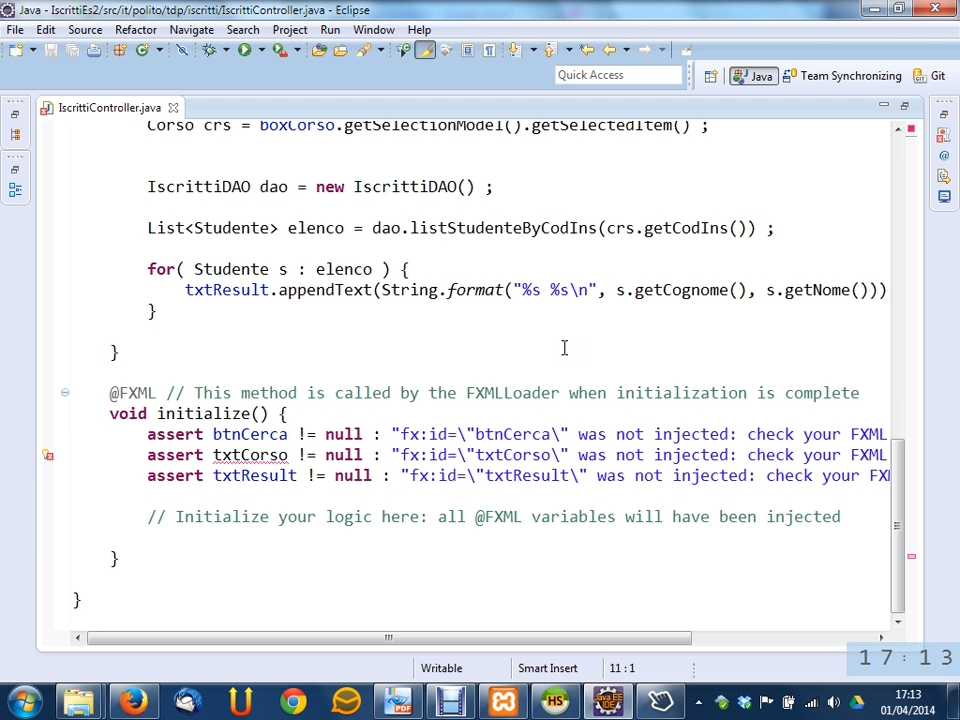 Java - IscrittiEs2/src/it/polito/tdp/iscritti/IscrittiController.java - Eclipse
File Edit Source Refactor Navigate Search Project Run Window Help
Quick Access Java Team Synchronizing Git
IscrittiController.java
Corso crs = boxCorso.getSelectionModel().getSelectedItem() ;
IscrittiDAO dao = new IscrittiDAO() ;
List<Studente> elenco = dao.listStudenteByCodIns(crs.getCodIns()) ;
for( Studente s : elenco ) {
txtResult.appendText(String.format("%s %s\n", s.getCognome(), s.getNome()))
}
}
@FXML // This method is called by the FXMLLoader when initialization is complete
void initialize() {
assert btnCerca != null : "fx:id=\"btnCerca\" was not injected: check your FXML
assert txtCorso != null : "fx:id=\"txtCorso\" was not injected: check your FXML
assert txtResult != null : "fx:id=\"txtResult\" was not injected: check your FXM
// Initialize your logic here: all @FXML variables will have been injected
}
}
Writable Smart Insert 11 : 1
17:13
17:13
01/04/2014